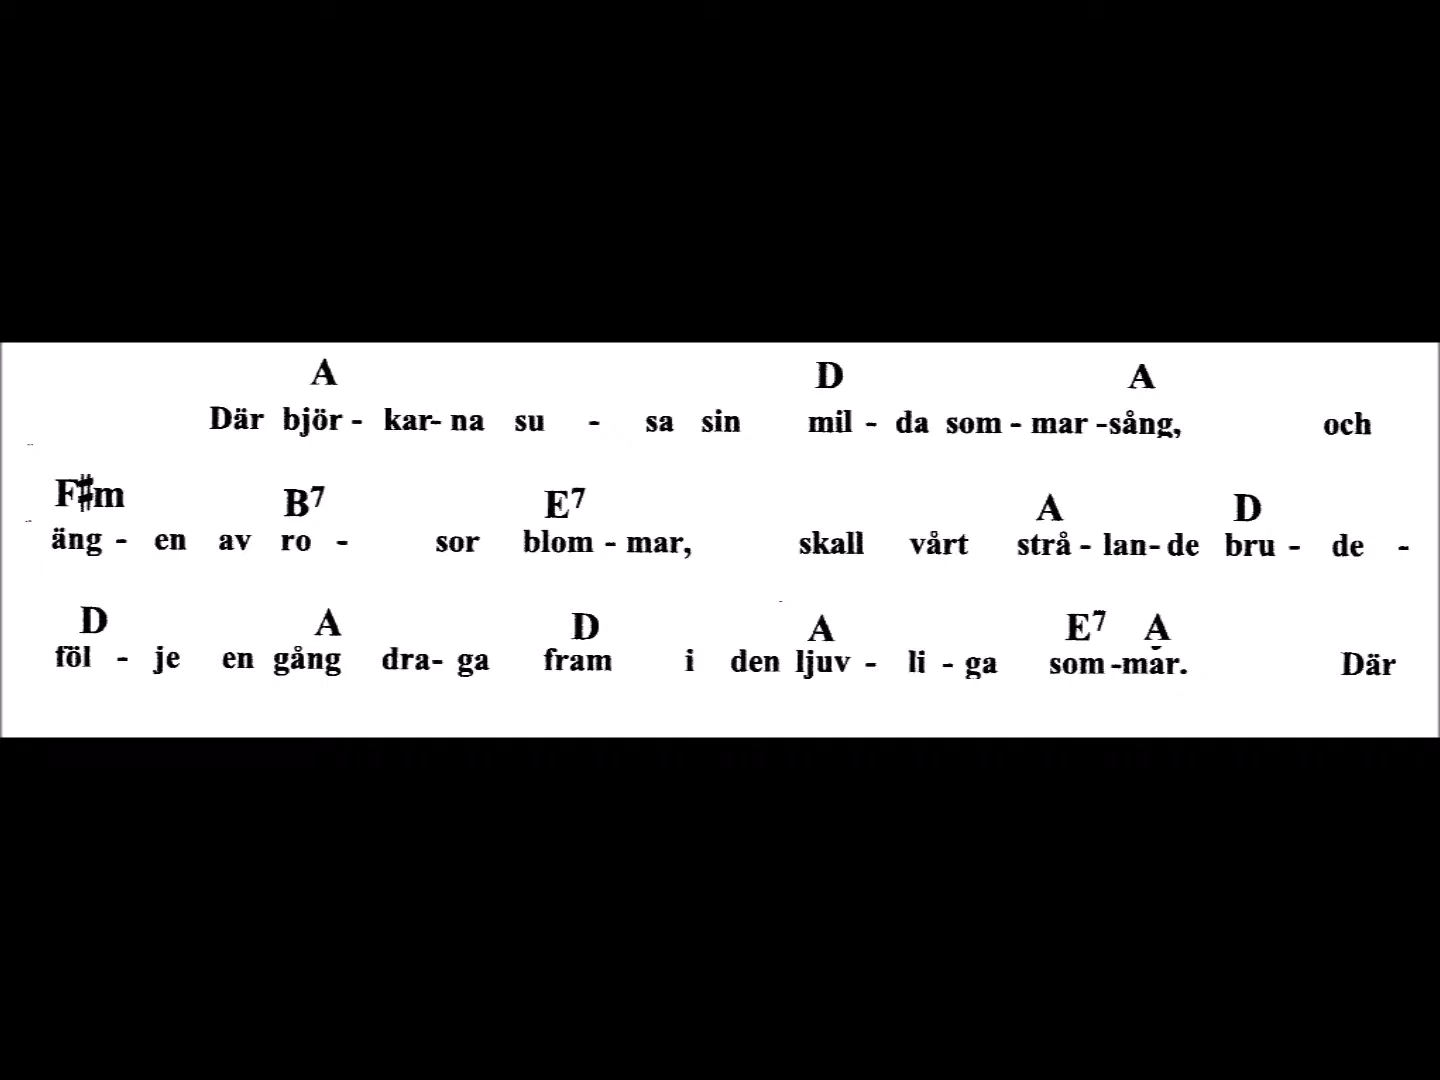 A D A
Där björ - kar- na su - sa sin mil - da som - mar -sång, och
F#m B7 E7 A D
äng - en av ro - sor blom - mar, skall vårt strå - lan- de bru - de -
D A D A E7 A
föl - je en gång dra- ga fram i den ljuv - li - ga som -mar. Där